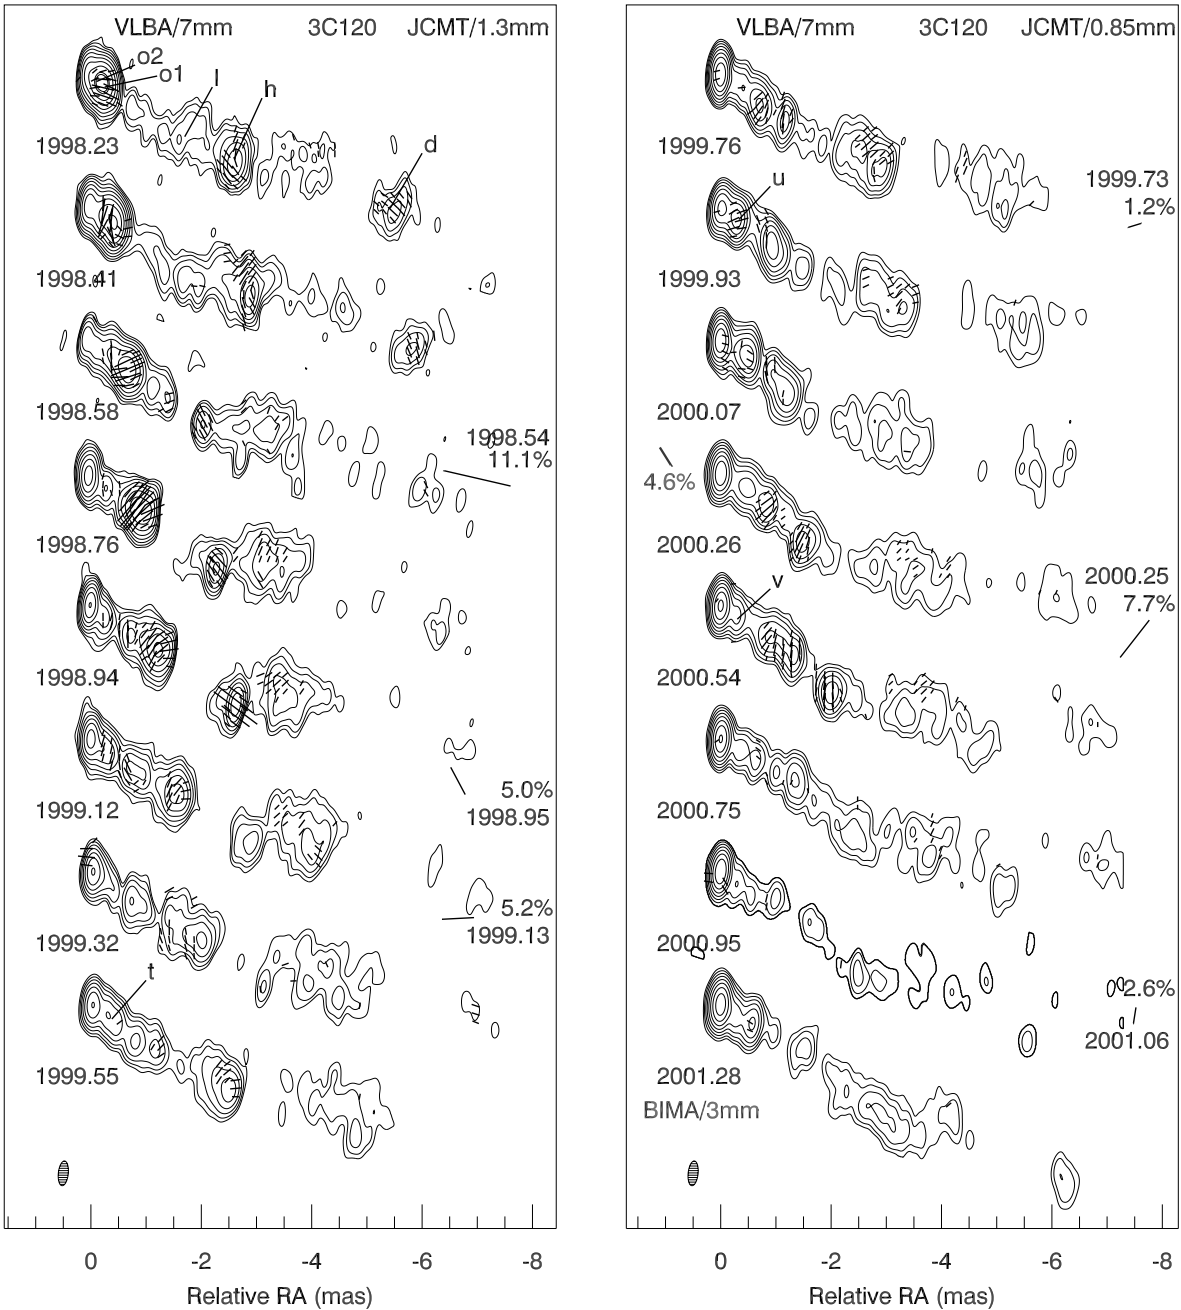 VLBA/7mm 3C120 JCMT/1.3mm
o2
o1
l
h
d
1998.23
1998.41
1998.58
1998.54
11.1%
1998.76
1998.94
5.0%
1998.95
1999.12
5.2%
1999.13
1999.32
t
1999.55
0 -2 -4 -6 -8
Relative RA (mas)
VLBA/7mm 3C120 JCMT/0.85mm
1999.76
1999.73
1.2%
u
1999.93
2000.07
4.6%
2000.26
2000.25
7.7%
v
2000.54
2000.75
2000.95
2.6%
2001.06
2001.28
BIMA/3mm
0 -2 -4 -6 -8
Relative RA (mas)